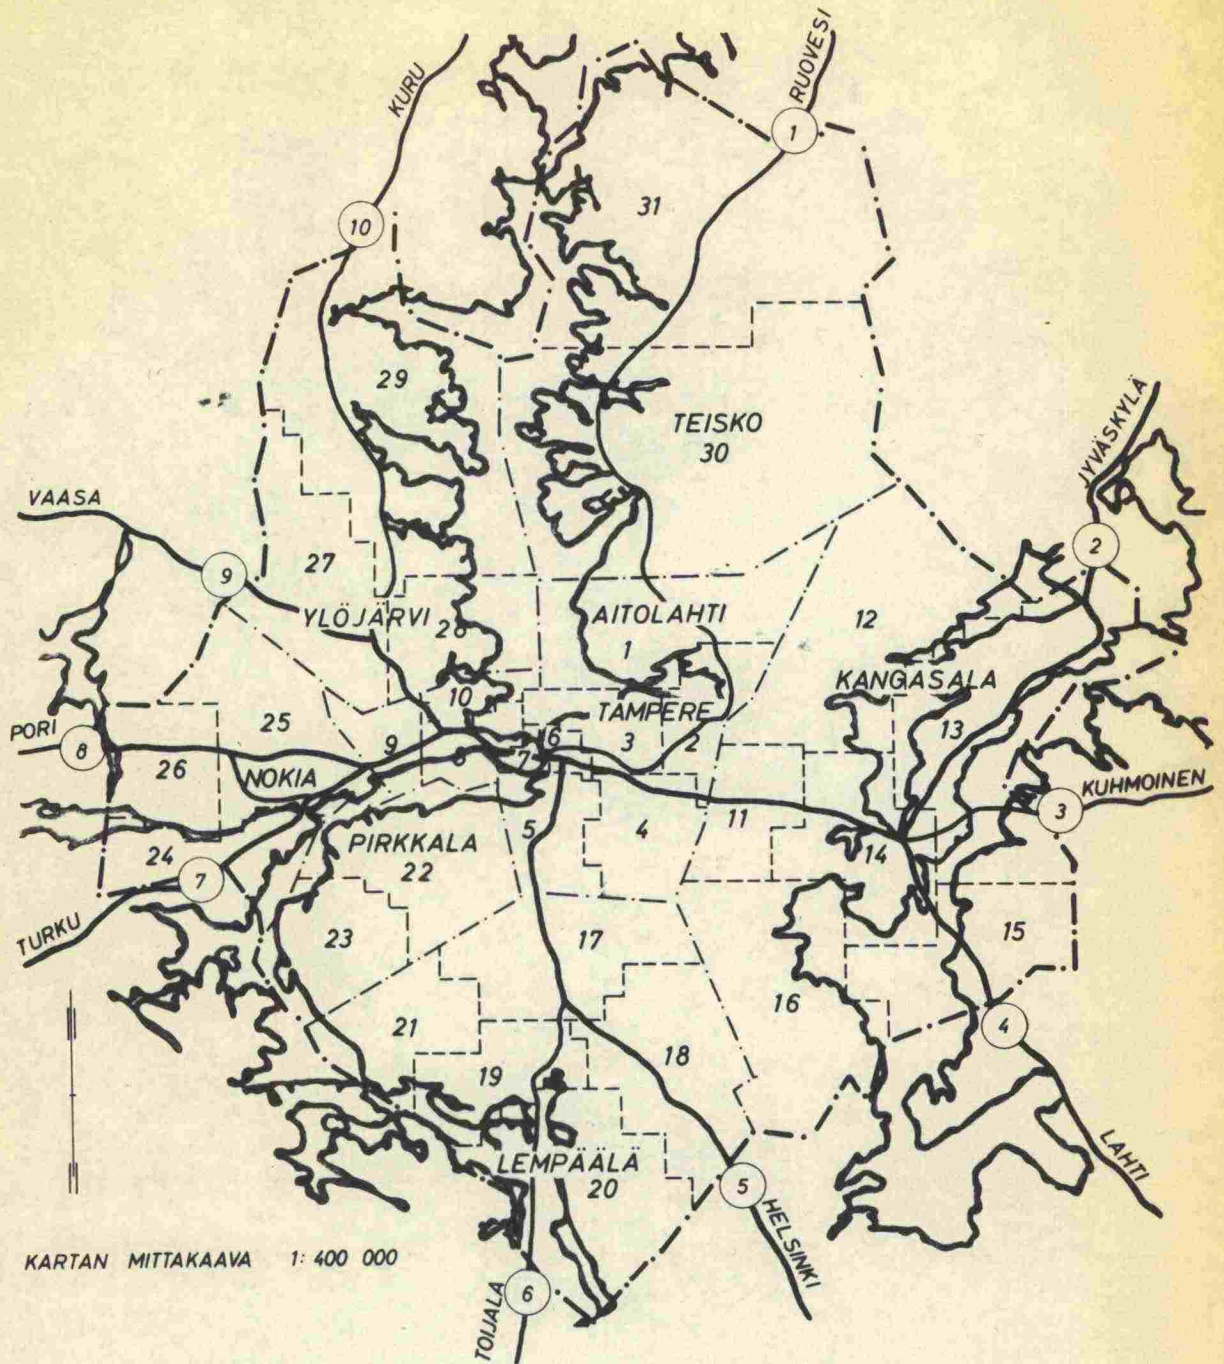 RUOVESI
KURU
1
31
10
29
TEISKO
30
JYVÄSKYLÄ
VAASA
2
9
27
YLÖJÄRVI
28
AITOLAHTI
1
12
KANGASALA
10
TAMPERE
13
PORI
8
25
9
8
7
6
3
2
26
NOKIA
KUHMOINEN
3
PIRKKALA
22
5
4
11
14
24
7
TURKU
23
17
15
16
21
18
4
19
LEMPÄÄLÄ
20
5
LAHTI
HELSINKI
KARTAN MITTAKAAVA 1: 400 000
6
TOIJALA